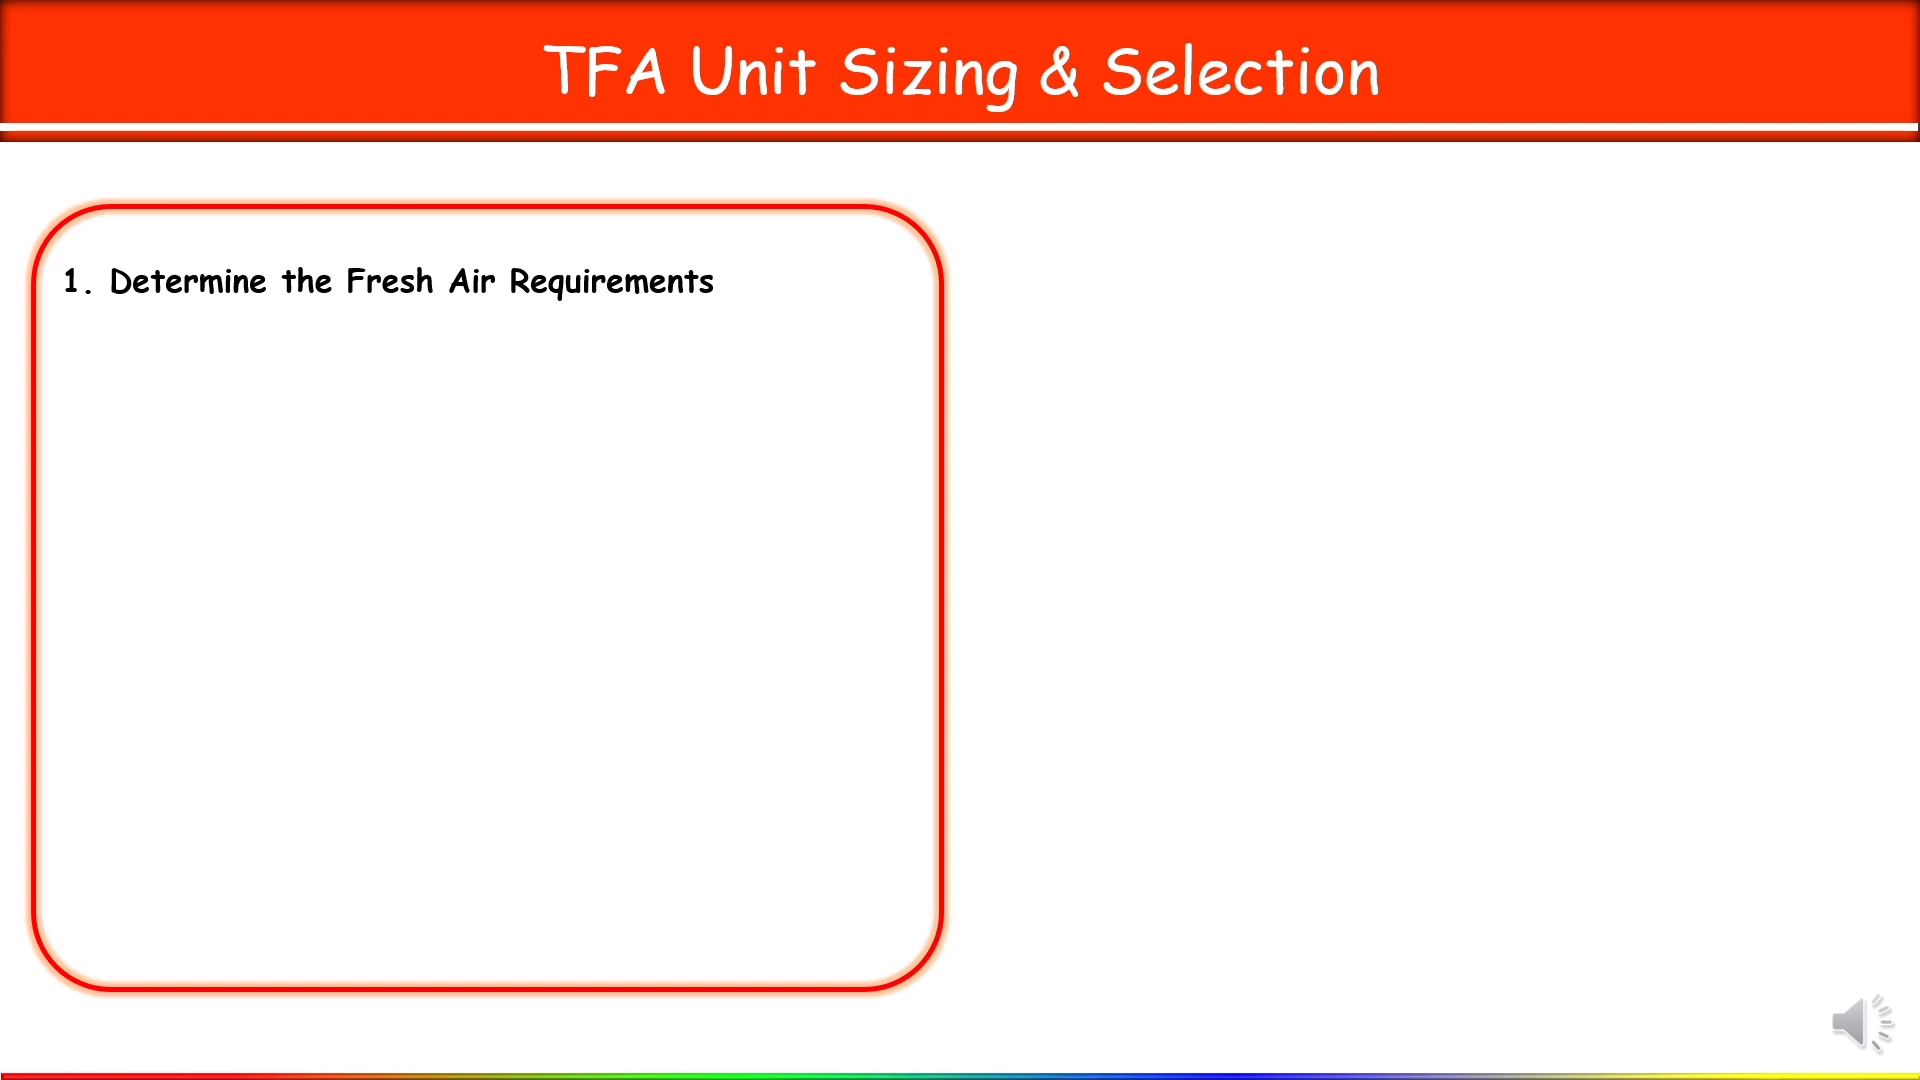 TFA Unit Sizing & Selection
1. Determine the Fresh Air Requirements